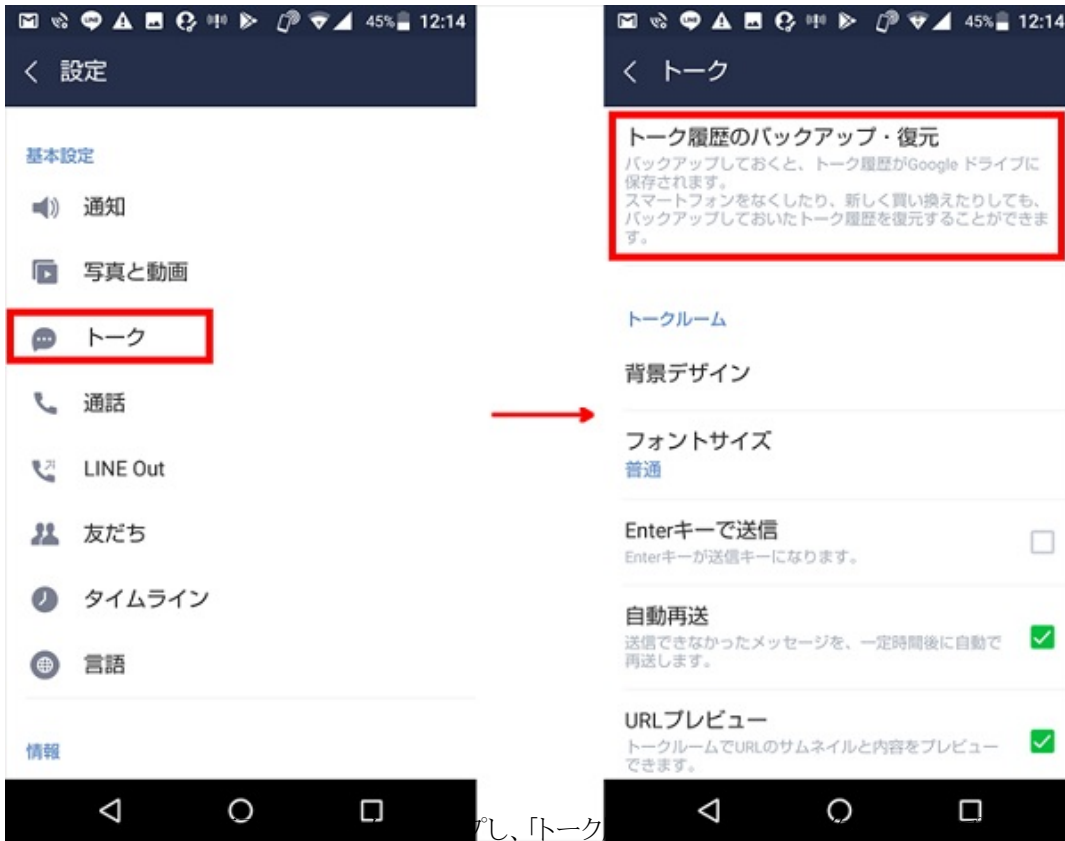 45% 12:14
設定
基本設定
通知
写真と動画
トーク
通話
LINE Out
友だち
タイムライン
言語
情報
45% 12:14
トーク
トーク履歴のバックアップ・復元
バックアップしておくと、トーク履歴がGoogle ドライブに
保存されます。
スマートフォンをなくしたり、新しく買い換えたりしても、
バックアップしておいたトーク履歴を復元することができま
す。
トークルーム
背景デザイン
フォントサイズ
普通
Enterキーで送信
Enterキーが送信キーになります。
自動再送
送信できなかったメッセージを、一定時間後に自動で
再送します。
URLプレビュー
トークルームでURLのサムネイルと内容をプレビュー
できます。
プし、「トーク